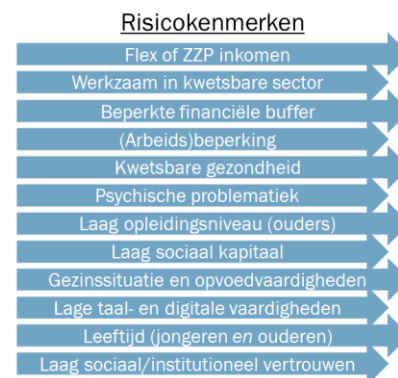 Risicokenmerken
Flex of ZZP inkomen
Werkzaam in kwetsbare sector
Beperkte financiële buffer
(Arbeids)beperking
Kwetsbare gezondheid
Psychische problematiek
Laag opleidingsniveau (ouders)
Laag sociaal kapitaal
Gezinssituatie en opvoedvaardigheden
Lage taal- en digitale vaardigheden
Leeftijd (jongeren en ouderen)
Laag sociaal/institutioneel vertrouwen